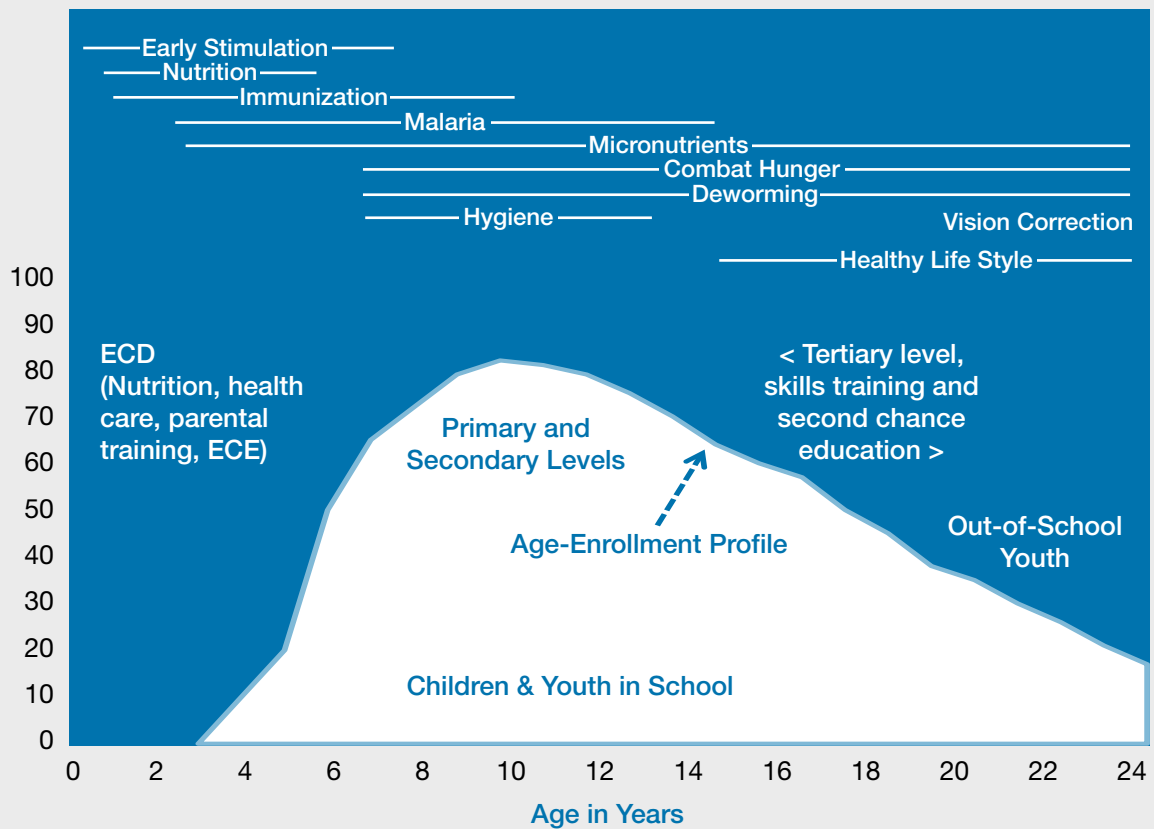 Early Stimulation
Nutrition
Immunization
Malaria
Micronutrients
Combat Hunger
Deworming
Hygiene
Vision Correction
Healthy Life Style
100
90
80
70
60
50
40
30
20
10
0
ECD
(Nutrition, health
care, parental
training, ECE)
Primary and
Secondary Levels
< Tertiary level,
skills training and
second chance
education >
Age-Enrollment Profile
Out-of-School
Youth
Children & Youth in School
0 2 4 6 8 10 12 14 16 18 20 22 24
Age in Years